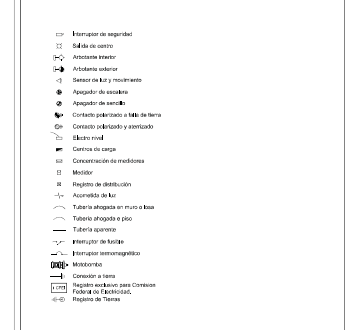 Interruptor de seguridad
Salida de centro
Arbotante interior
Arbotante exterior
Sensor de luz y movimiento
Apagador de escalera
Apagador de sencillo
Contacto polarizado a falla de tierra
Contacto polarizado y aterrizado
Electro nivel
Centros de carga
Concentración de medidores
Medidor
Registro de distribución
Acometida de luz
Tubería ahogada en muro o losa
Tubería ahogada e piso
Tubería aparente
Interruptor de fusible
Interruptor termomagnético
Motobomba
Conexión a tierra
Registro exclusivo para Comision
Federal de Electricidad.
Registro de Tierras